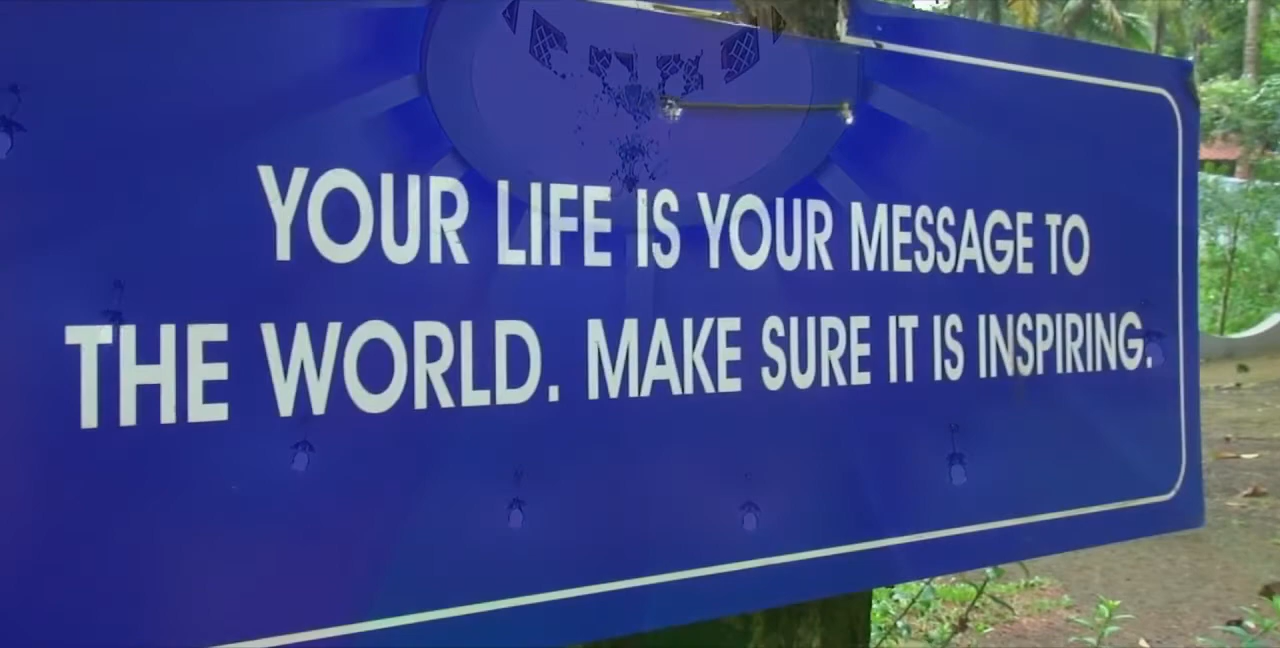 YOUR LIFE IS YOUR MESSAGE TO
THE WORLD. MAKE SURE IT IS INSPIRING.